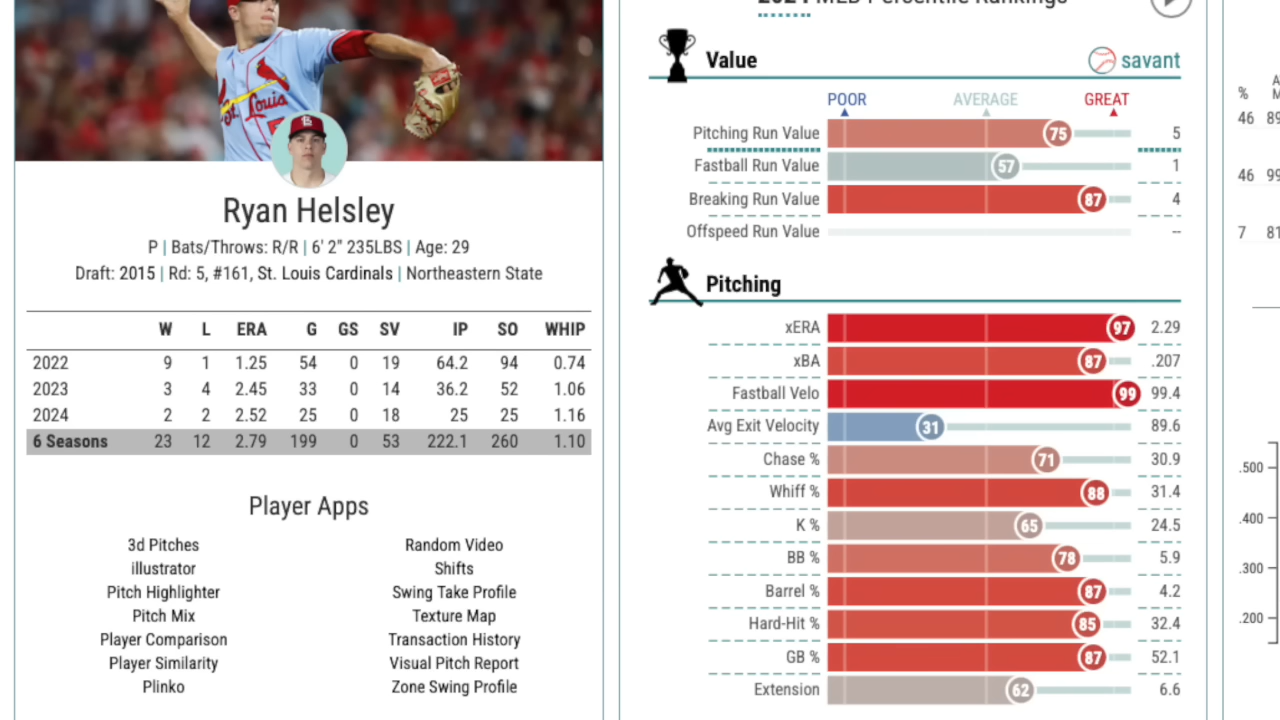 St. Louis
Ryan Helsley
P | Bats/Throws: R/R | 6' 2" 235LBS | Age: 29
Draft: 2015 | Rd: 5, #161, St. Louis Cardinals | Northeastern State
W L ERA G GS SV IP SO WHIP
2022 9 1 1.25 54 0 19 64.2 94 0.74
2023 3 4 2.45 33 0 14 36.2 52 1.06
2024 2 2 2.52 25 0 18 25 25 1.16
6 Seasons 23 12 2.79 199 0 53 222.1 260 1.10
Player Apps
3d Pitches Random Video
illustrator Shifts
Pitch Highlighter Swing Take Profile
Pitch Mix Texture Map
Player Comparison Transaction History
Player Similarity Visual Pitch Report
Plinko Zone Swing Profile
2024 MLB Percentile Rankings
Value savant
POOR AVERAGE GREAT
Pitching Run Value 75 5
Fastball Run Value 57 1
Breaking Run Value 87 4
Offspeed Run Value --
Pitching
xERA 97 2.29
xBA 87 .207
Fastball Velo 99 99.4
Avg Exit Velocity 31 89.6
Chase % 71 30.9
Whiff % 88 31.4
K % 65 24.5
BB % 78 5.9
Barrel % 87 4.2
Hard-Hit % 85 32.4
GB % 87 52.1
Extension 62 6.6
%
46
46
7
.500
.400
.300
.200